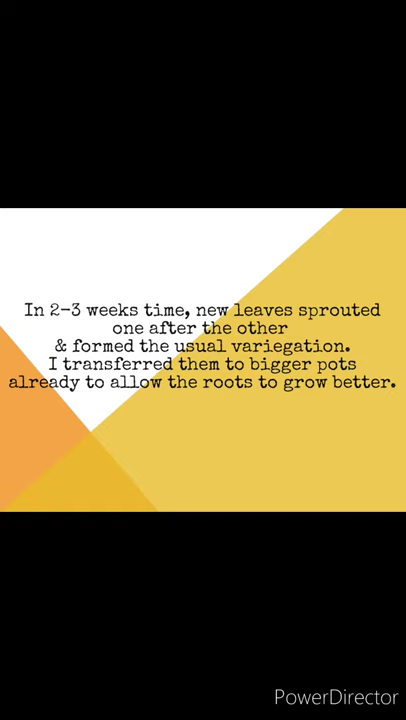 In 2-3 weeks time, new leaves sprouted
one after the other
& formed the usual variegation.
I transferred them to bigger pots
already to allow the roots to grow better.
PowerDirector